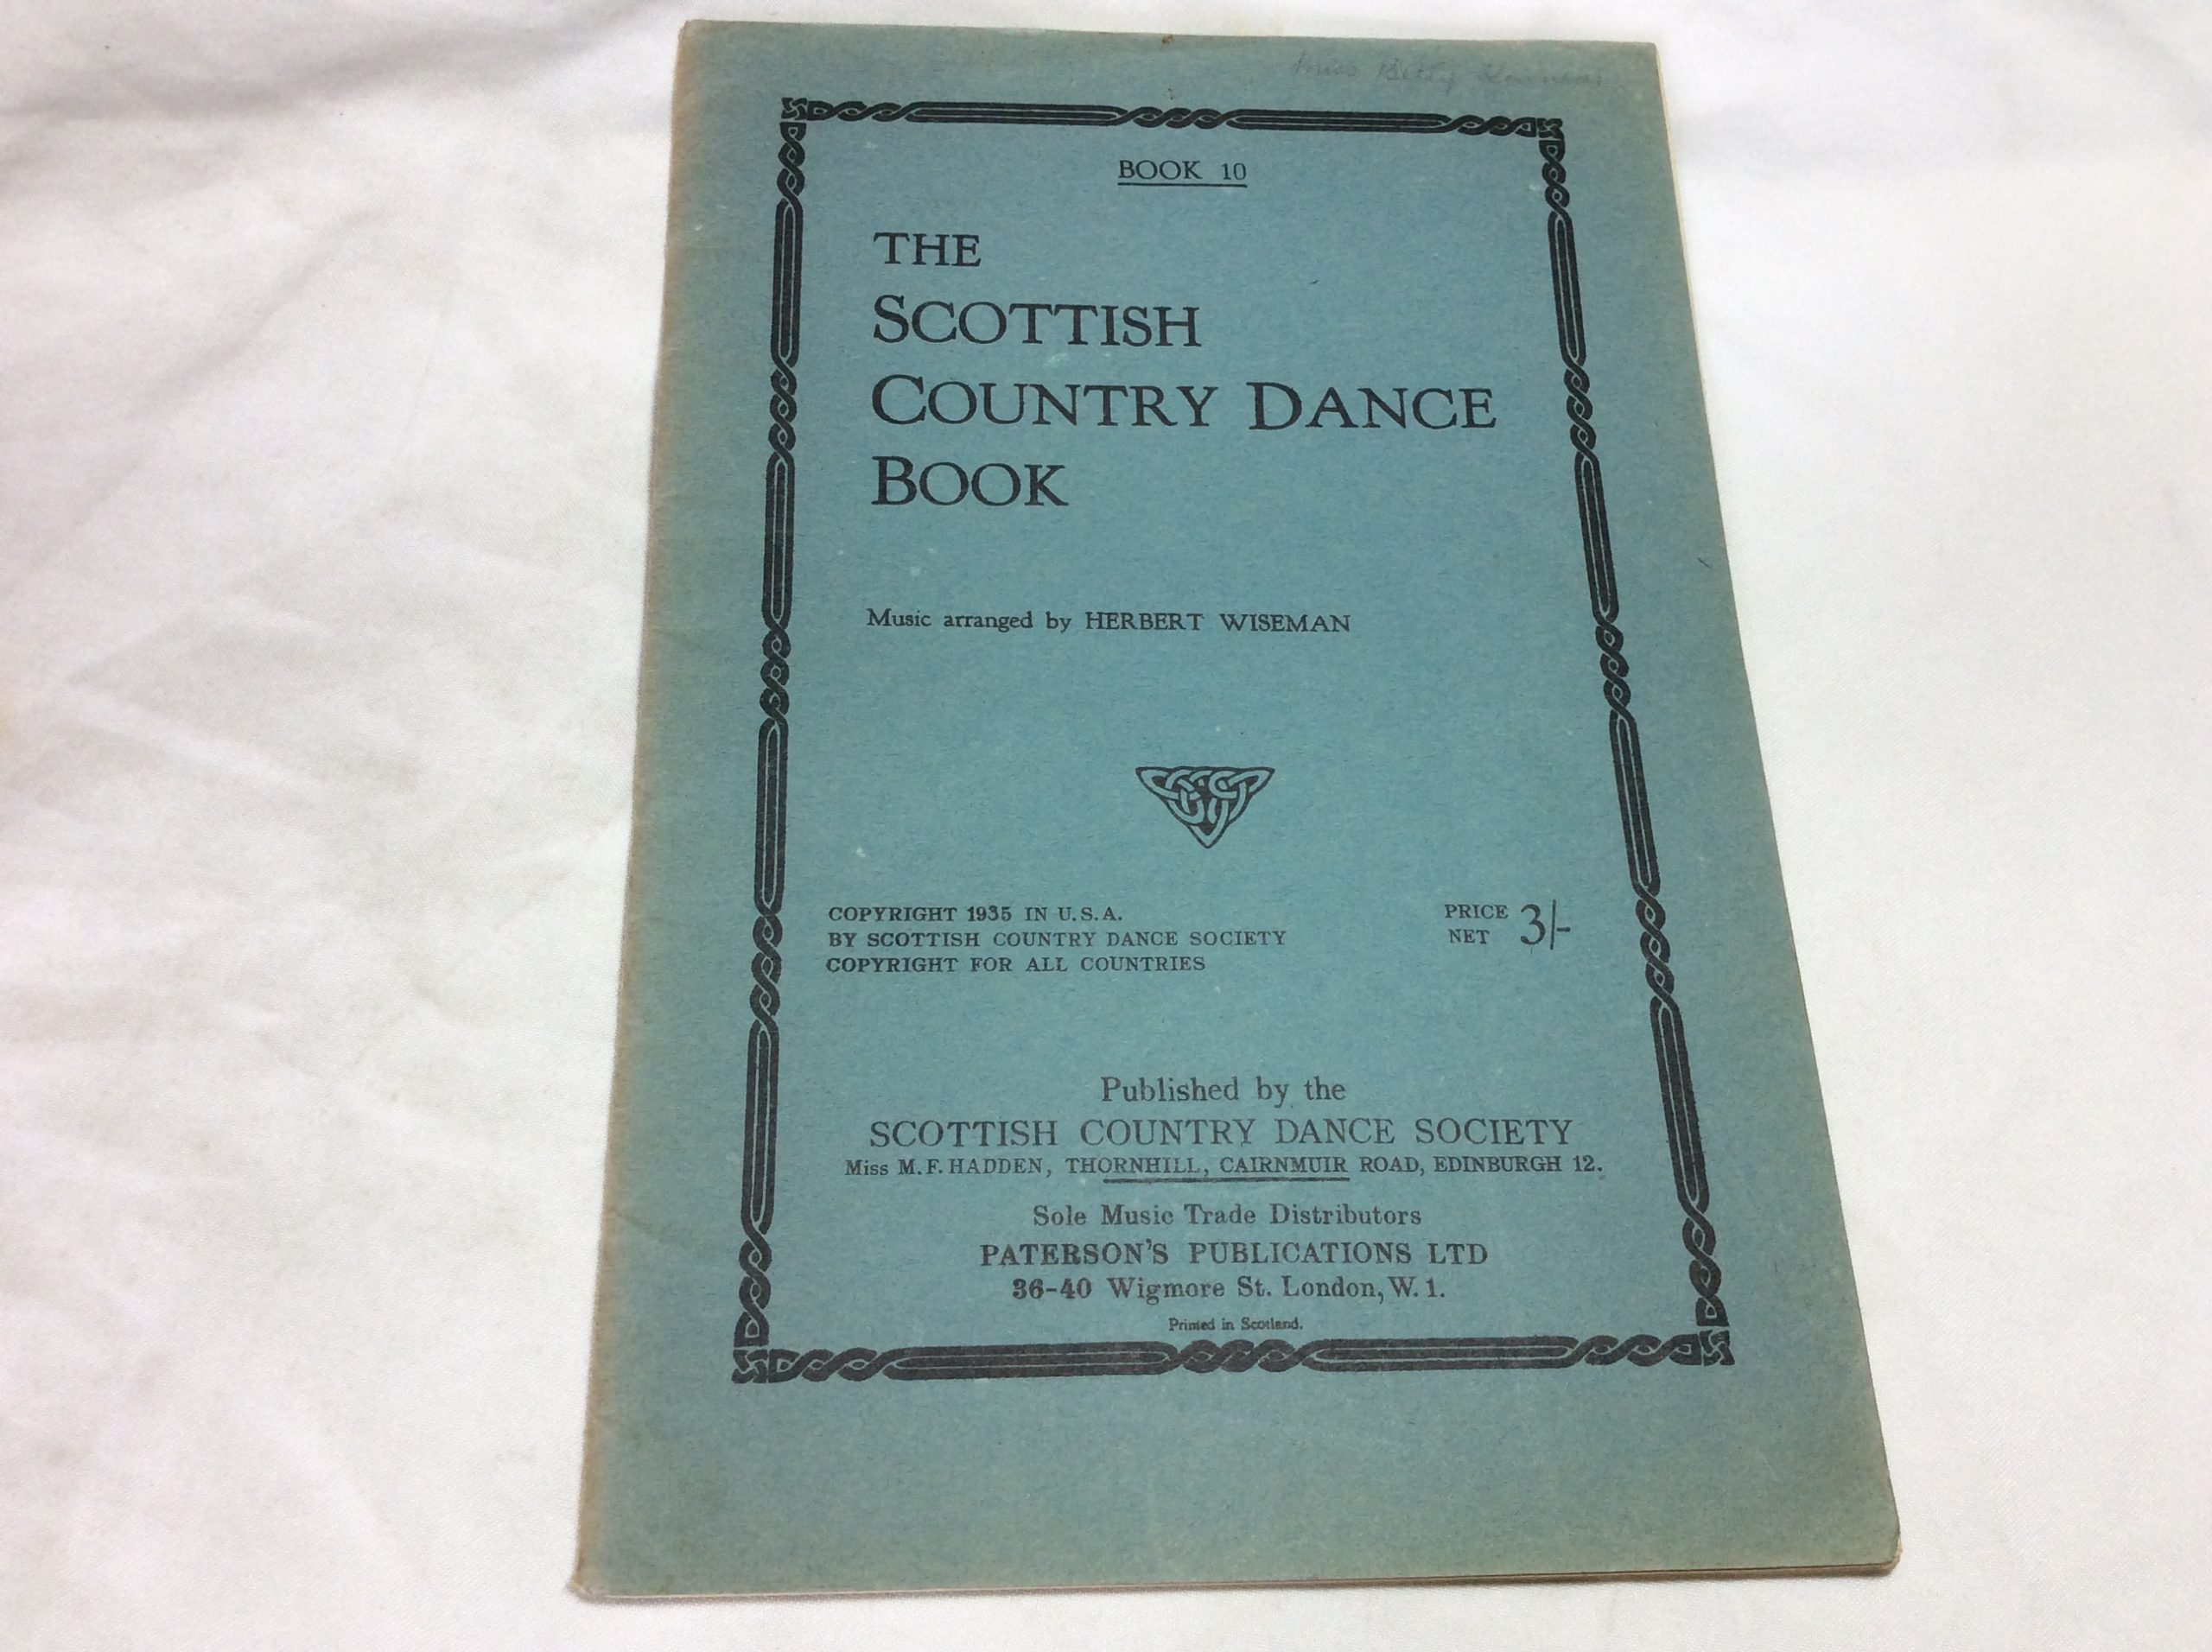 Miss Betty
BOOK 10
THE
SCOTTISH
COUNTRY DANCE
BOOK
Music arranged by HERBERT WISEMAN
COPYRIGHT 1935 IN U.S.A.
BY SCOTTISH COUNTRY DANCE SOCIETY
COPYRIGHT FOR ALL COUNTRIES
PRICE
NET 3/-
Published by the
SCOTTISH COUNTRY DANCE SOCIETY
Miss M.F. HADDEN, THORNHILL, CAIRNMUIR ROAD, EDINBURGH 12.
Sole Music Trade Distributors
PATERSON'S PUBLICATIONS LTD
36-40 Wigmore St. London, W. 1.
Printed in Scotland.